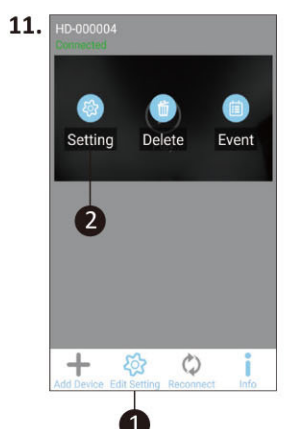 11.
HD-000004
Connected
Setting Delete Event
2
Add Device Edit Setting Reconnect Info
1